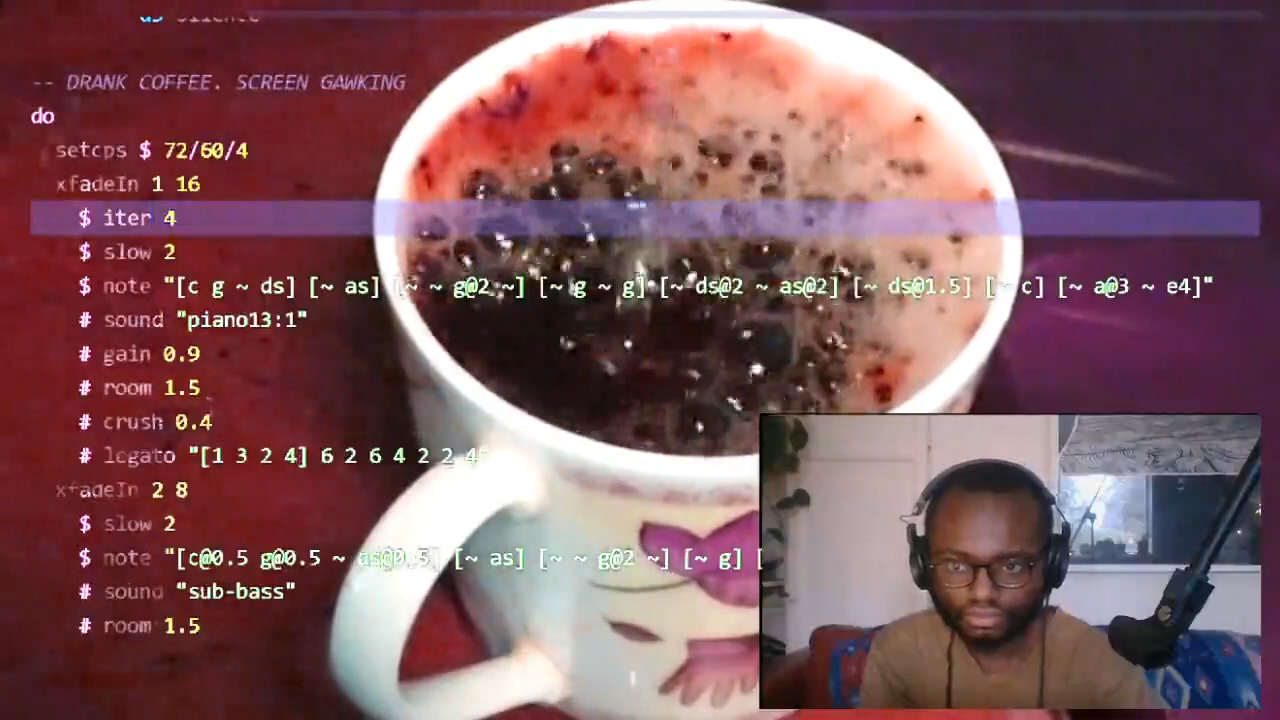 -- DRANK COFFEE. SCREEN GAWKING
do
setcps $ 72/60/4
xfadeIn 1 16
$ iter 4
$ slow 2
$ note "[c g ~ ds] [~ as] [~ ~ g@2 ~] [~ g ~ g] [~ ds@2 ~ as@2] [~ ds@1.5] [~ c] [~ a@3 ~ e4]"
# sound "piano13:1"
# gain 0.9
# room 1.5
# crush 0.4
# legato "[1 3 2 4] 6 2 6 4 2 2 4"
xfadeIn 2 8
$ slow 2
$ note "[c@0.5 g@0.5 ~ ds@0.5] [~ as] [~ ~ g@2 ~] [~ g] [
# sound "sub-bass"
# room 1.5